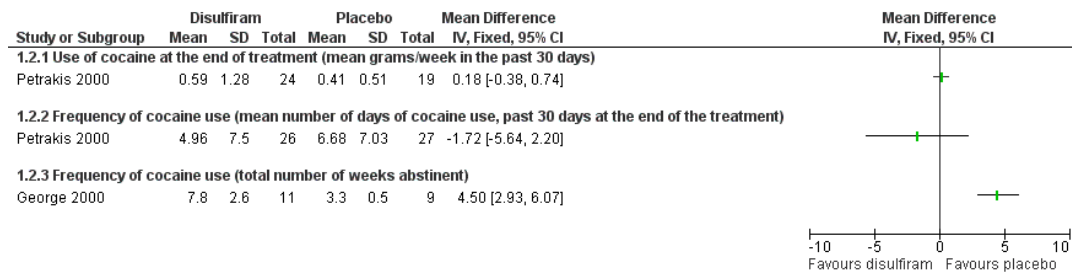 Disulfiram Placebo Mean Difference Mean Difference
Study or Subgroup Mean SD Total Mean SD Total IV, Fixed, 95% CI IV, Fixed, 95% CI
1.2.1 Use of cocaine at the end of treatment (mean grams/week in the past 30 days)
Petrakis 2000 0.59 1.28 24 0.41 0.51 19 0.18 [-0.38, 0.74]
1.2.2 Frequency of cocaine use (mean number of days of cocaine use, past 30 days at the end of the treatment)
Petrakis 2000 4.96 7.5 26 6.68 7.03 27 -1.72 [-5.64, 2.20]
1.2.3 Frequency of cocaine use (total number of weeks abstinent)
George 2000 7.8 2.6 11 3.3 0.5 9 4.50 [2.93, 6.07]
-10 -5 0 5 10
Favours disulfiram Favours placebo